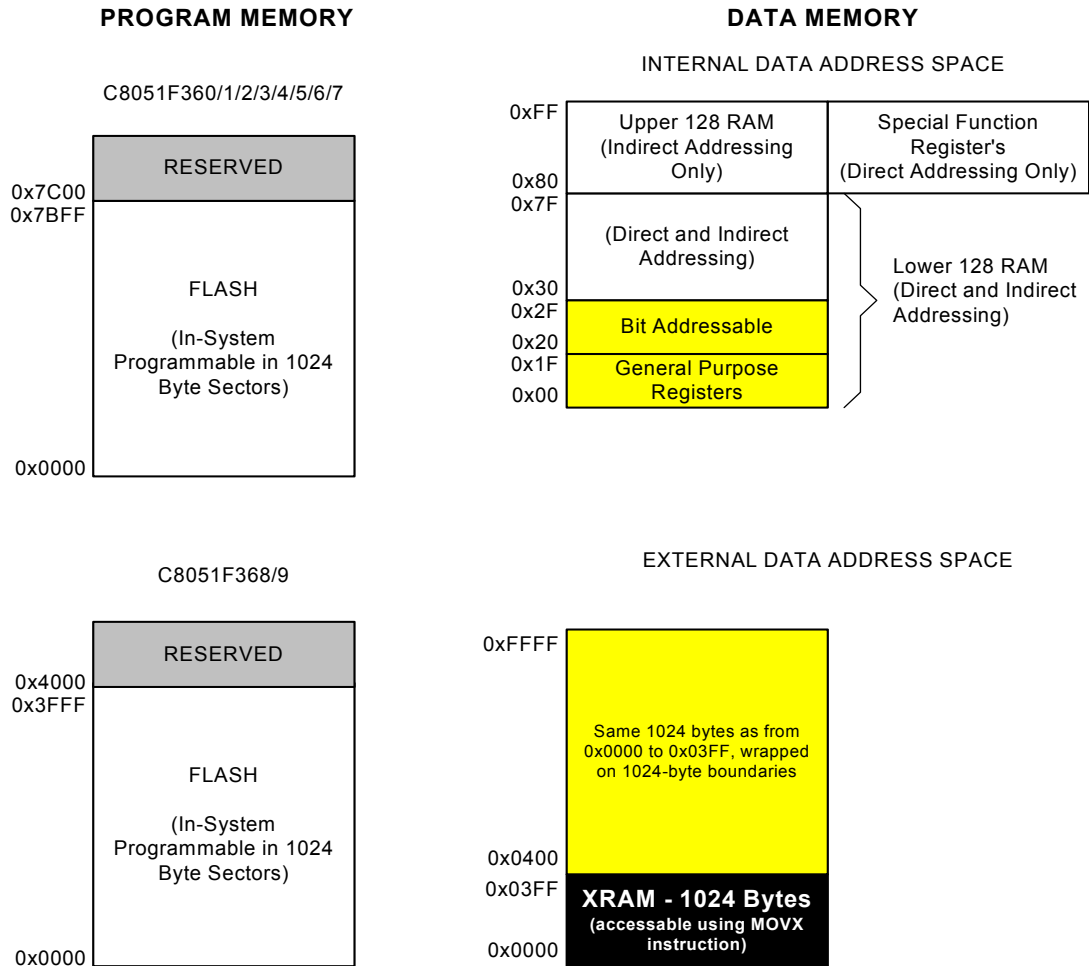 PROGRAM MEMORY
DATA MEMORY
C8051F360/1/2/3/4/5/6/7
RESERVED
0x7C00
0x7BFF
FLASH
(In-System
Programmable in 1024
Byte Sectors)
0x0000
INTERNAL DATA ADDRESS SPACE
0xFF
Upper 128 RAM
(Indirect Addressing
Only)
Special Function
Register's
(Direct Addressing Only)
0x80
0x7F
(Direct and Indirect
Addressing)
0x30
0x2F
Bit Addressable
0x20
0x1F
General Purpose
Registers
0x00
Lower 128 RAM
(Direct and Indirect
Addressing)
C8051F368/9
RESERVED
0x4000
0x3FFF
FLASH
(In-System
Programmable in 1024
Byte Sectors)
0x0000
EXTERNAL DATA ADDRESS SPACE
0xFFFF
Same 1024 bytes as from
0x0000 to 0x03FF, wrapped
on 1024-byte boundaries
0x0400
0x03FF
XRAM - 1024 Bytes
(accessable using MOVX
instruction)
0x0000